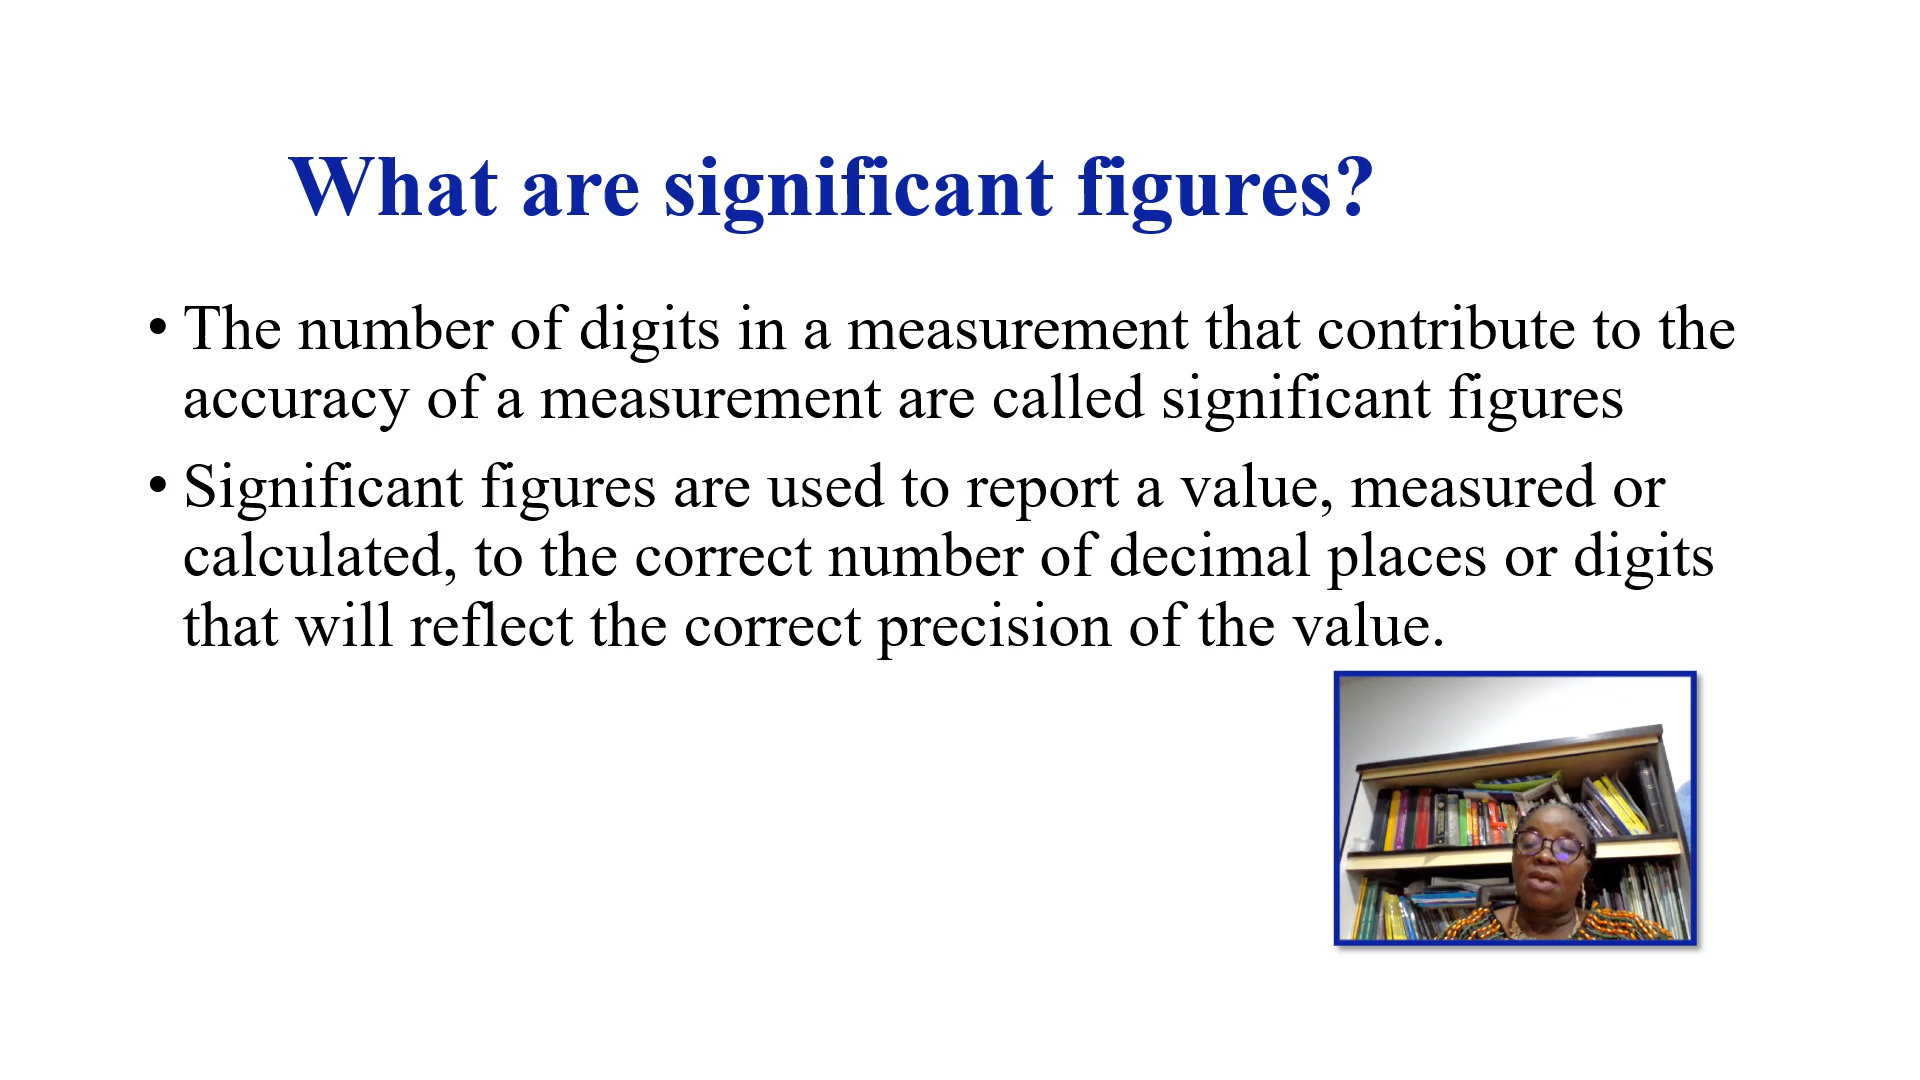 What are significant figures?
• The number of digits in a measurement that contribute to the
accuracy of a measurement are called significant figures
• Significant figures are used to report a value, measured or
calculated, to the correct number of decimal places or digits
that will reflect the correct precision of the value.